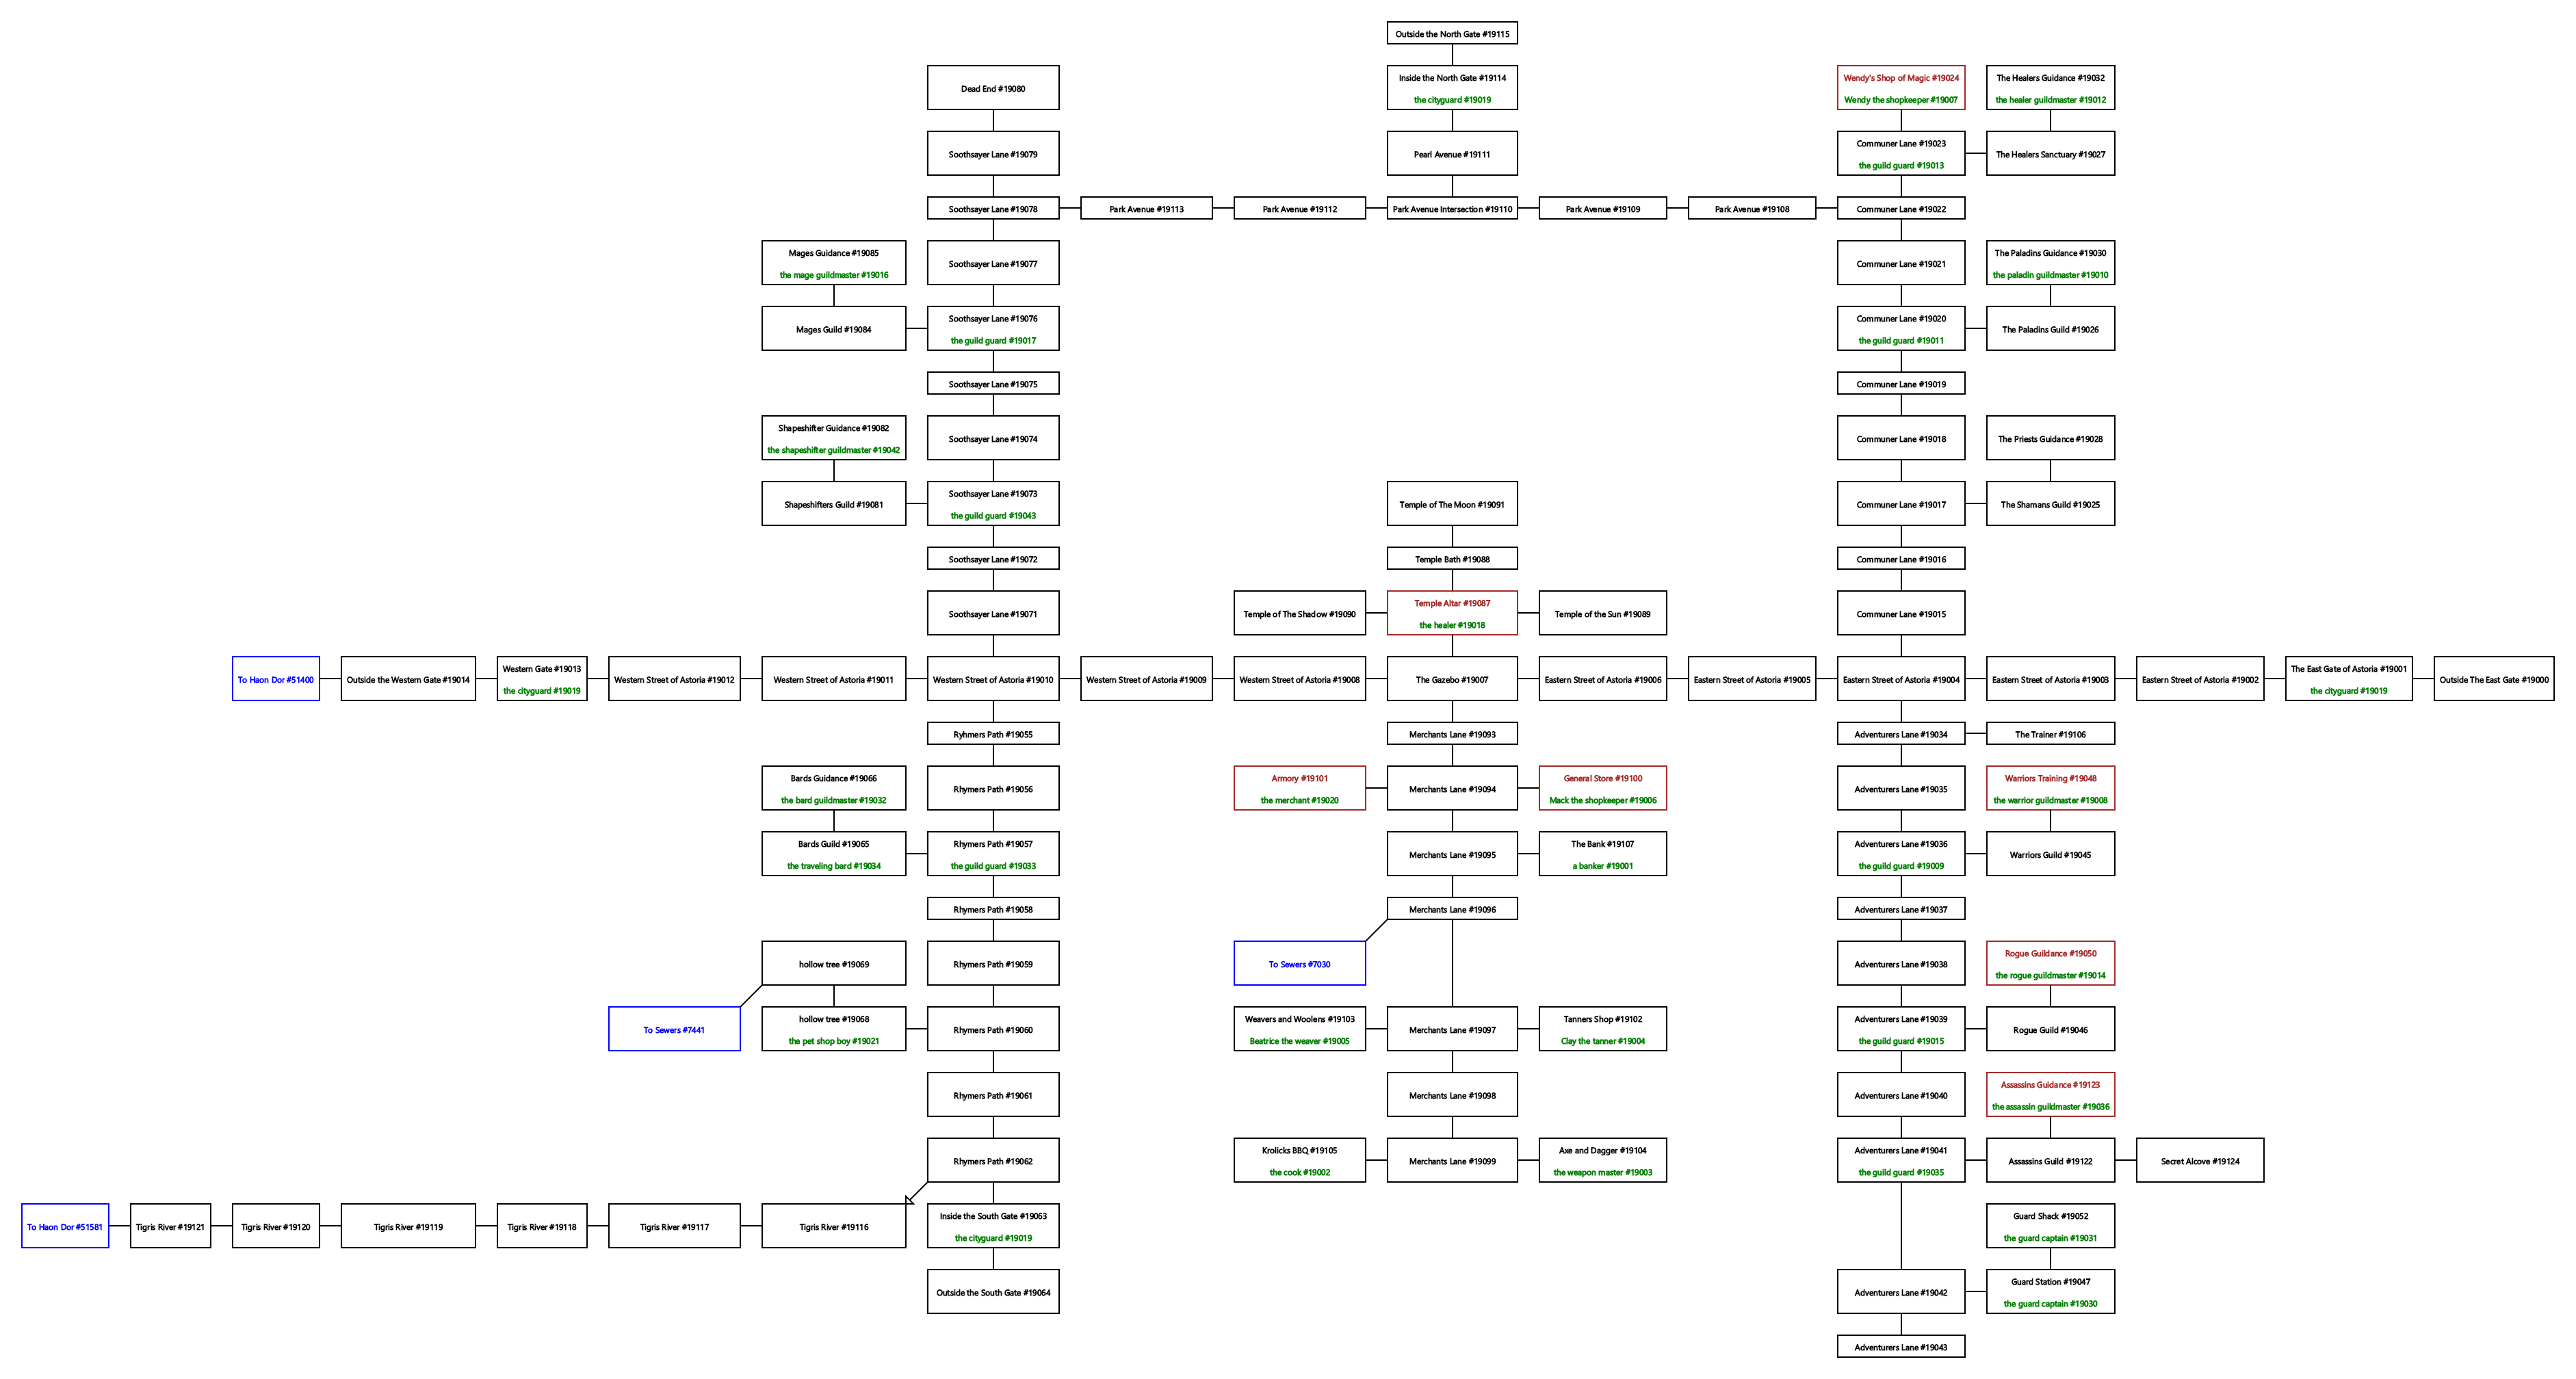 Outside the North Gate #19115
Dead End #19080
Inside the North Gate #19114
the cityguard #19019
Wendy's Shop of Magic #19024
Wendy the shopkeeper #19007
The Healers Guidance #19032
the healer guildmaster #19012
Soothsayer Lane #19079
Pearl Avenue #19111
Communer Lane #19023
the guild guard #19013
The Healers Sanctuary #19027
Soothsayer Lane #19078
Park Avenue #19113
Park Avenue #19112
Park Avenue Intersection #19110
Park Avenue #19109
Park Avenue #19108
Communer Lane #19022
Mages Guidance #19085
the mage guildmaster #19016
Soothsayer Lane #19077
Communer Lane #19021
The Paladins Guidance #19030
the paladin guildmaster #19010
Mages Guild #19084
Soothsayer Lane #19076
the guild guard #19017
Communer Lane #19020
the guild guard #19011
The Paladins Guild #19026
Soothsayer Lane #19075
Communer Lane #19019
Shapeshifter Guidance #19082
the shapeshifter guildmaster #19042
Soothsayer Lane #19074
Communer Lane #19018
The Priests Guidance #19028
Shapeshifters Guild #19081
Soothsayer Lane #19073
the guild guard #19043
Temple of The Moon #19091
Communer Lane #19017
The Shamans Guild #19025
Soothsayer Lane #19072
Temple Bath #19088
Communer Lane #19016
Soothsayer Lane #19071
Temple of The Shadow #19090
Temple Altar #19087
the healer #19018
Temple of the Sun #19089
Communer Lane #19015
To Haon Dor #51400
Outside the Western Gate #19014
Western Gate #19013
the cityguard #19019
Western Street of Astoria #19012
Western Street of Astoria #19011
Western Street of Astoria #19010
Western Street of Astoria #19009
Western Street of Astoria #19008
The Gazebo #19007
Eastern Street of Astoria #19006
Eastern Street of Astoria #19005
Eastern Street of Astoria #19004
Eastern Street of Astoria #19003
Eastern Street of Astoria #19002
The East Gate of Astoria #19001
the cityguard #19019
Outside The East Gate #19000
Ryhmers Path #19055
Merchants Lane #19093
Adventurers Lane #19034
The Trainer #19106
Bards Guidance #19066
the bard guildmaster #19032
Rhymers Path #19056
Armory #19101
the merchant #19020
Merchants Lane #19094
General Store #19100
Mack the shopkeeper #19006
Adventurers Lane #19035
Warriors Training #19048
the warrior guildmaster #19008
Bards Guild #19065
the traveling bard #19034
Rhymers Path #19057
the guild guard #19033
Merchants Lane #19095
The Bank #19107
a banker #19001
Adventurers Lane #19036
the guild guard #19009
Warriors Guild #19045
Rhymers Path #19058
Merchants Lane #19096
Adventurers Lane #19037
hollow tree #19069
Rhymers Path #19059
To Sewers #7030
Adventurers Lane #19038
Rogue Guildance #19050
the rogue guildmaster #19014
To Sewers #7441
hollow tree #19068
the pet shop boy #19021
Rhymers Path #19060
Weavers and Woolens #19103
Beatrice the weaver #19005
Merchants Lane #19097
Tanners Shop #19102
Clay the tanner #19004
Adventurers Lane #19039
the guild guard #19015
Rogue Guild #19046
Rhymers Path #19061
Merchants Lane #19098
Adventurers Lane #19040
Assassins Guidance #19123
the assassin guildmaster #19036
Rhymers Path #19062
Krolicks BBQ #19105
the cook #19002
Merchants Lane #19099
Axe and Dagger #19104
the weapon master #19003
Adventurers Lane #19041
the guild guard #19035
Assassins Guild #19122
Secret Alcove #19124
To Haon Dor #51581
Tigris River #19121
Tigris River #19120
Tigris River #19119
Tigris River #19118
Tigris River #19117
Tigris River #19116
Inside the South Gate #19063
the cityguard #19019
Guard Shack #19052
the guard captain #19031
Outside the South Gate #19064
Adventurers Lane #19042
Guard Station #19047
the guard captain #19030
Adventurers Lane #19043